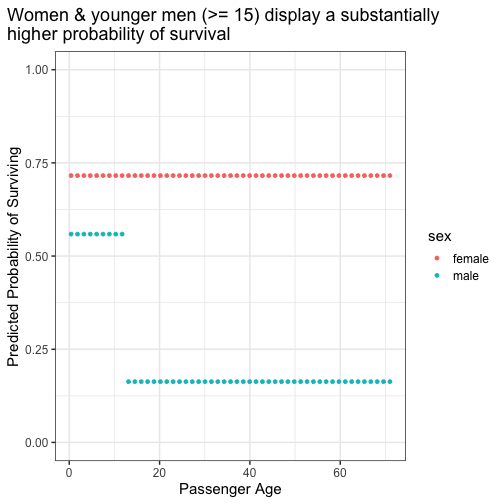 Women & younger men (>= 15) display a substantially
higher probability of survival
1.00
0.75
0.50
0.25
0.00
Predicted Probability of Surviving
0
20
40
60
Passenger Age
sex
female
male